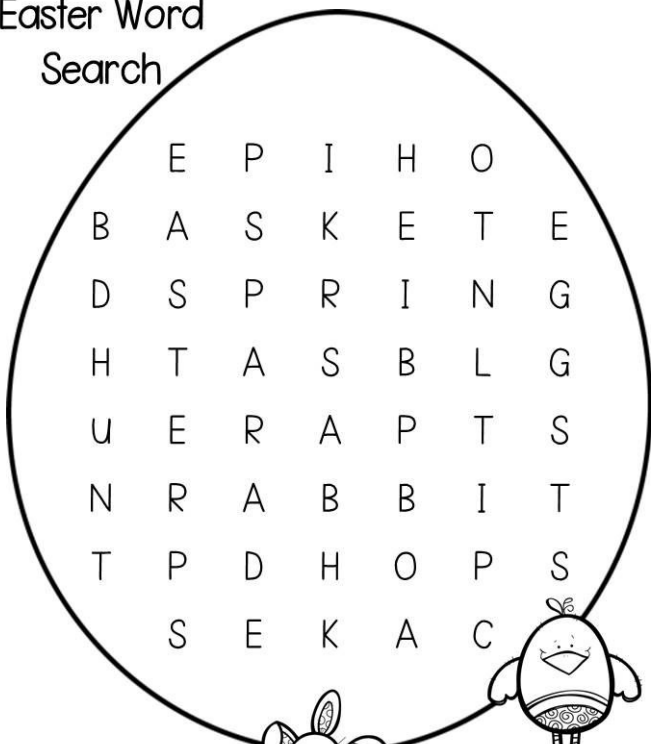 Easter Word
Search
E P I H O
B A S K E T E
D S P R I N G
H T A S B L G
U E R A P T S
N R A B B I T
T P D H O P S
S E K A C